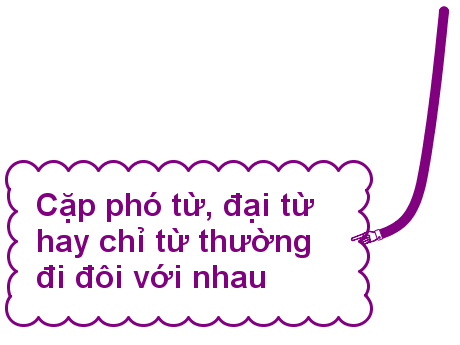 Cặp phó từ, đại từ
hay chỉ từ thường
đi đôi với nhau